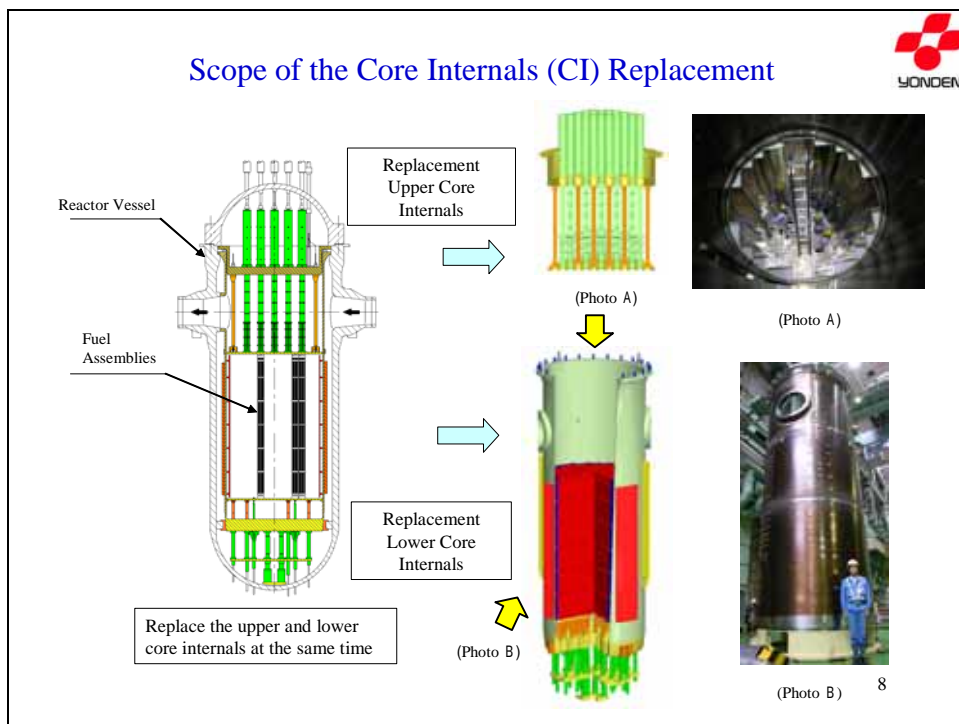 Scope of the Core Internals (CI) Replacement
YONDEN
Reactor Vessel
Fuel
Assemblies
Replacement
Upper Core
Internals
(Photo A)
(Photo A)
Replacement
Lower Core
Internals
(Photo B)
(Photo B)
Replace the upper and lower
core internals at the same time
8